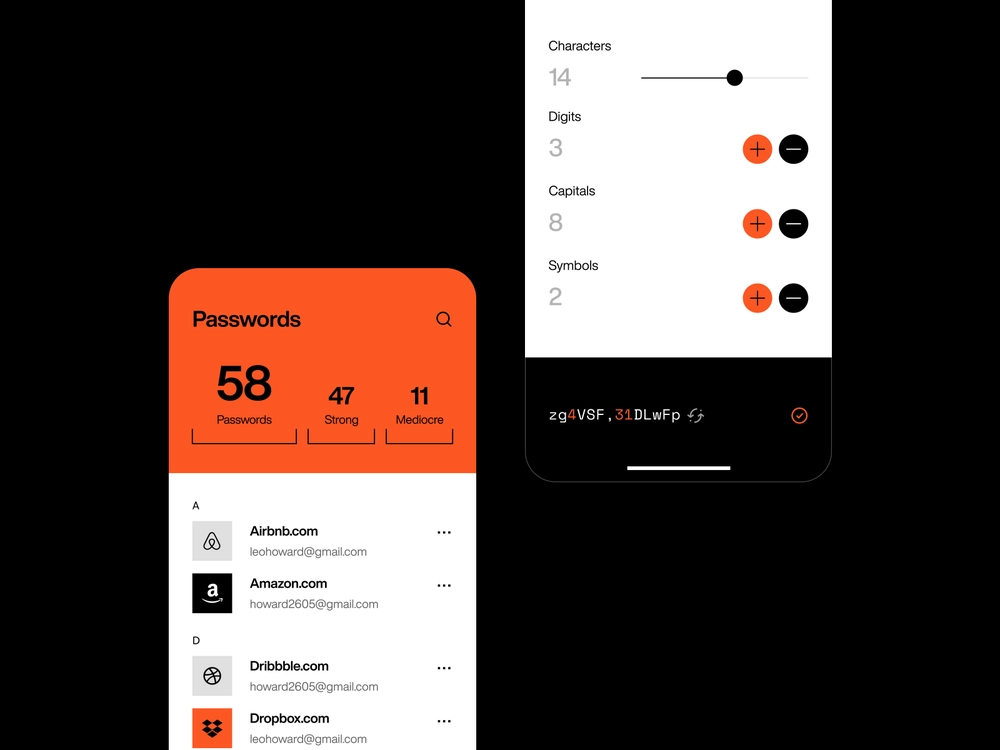 Passwords
58
47
11
Passwords
Strong
Mediocre
A
Airbnb.com
leohoward@gmail.com
a
Amazon.com
howard2605@gmail.com
D
Dribbble.com
howard2605@gmail.com
Dropbox.com
leohoward@gmail.com
Characters
14
Digits
3
Capitals
8
Symbols
2
zg4VSF,31DLwFp